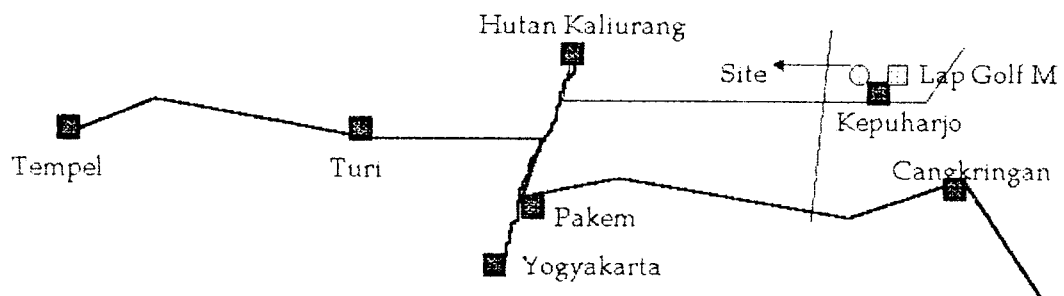 Hutan Kaliurang
Site
Lap Golf M
Kepuharjo
Tempel
Turi
Cangkringan
Pakem
Yogyakarta